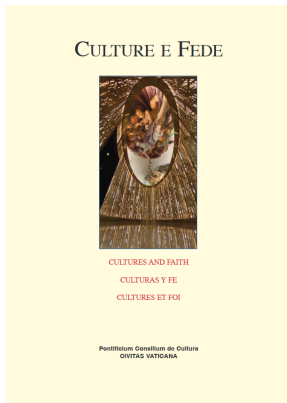 CULTURE E FEDE
CULTURES AND FAITH
CULTURAS Y FE
CULTURES ET FOI
Pontificium Consilium de Cultura
CIVITAS VATICANA